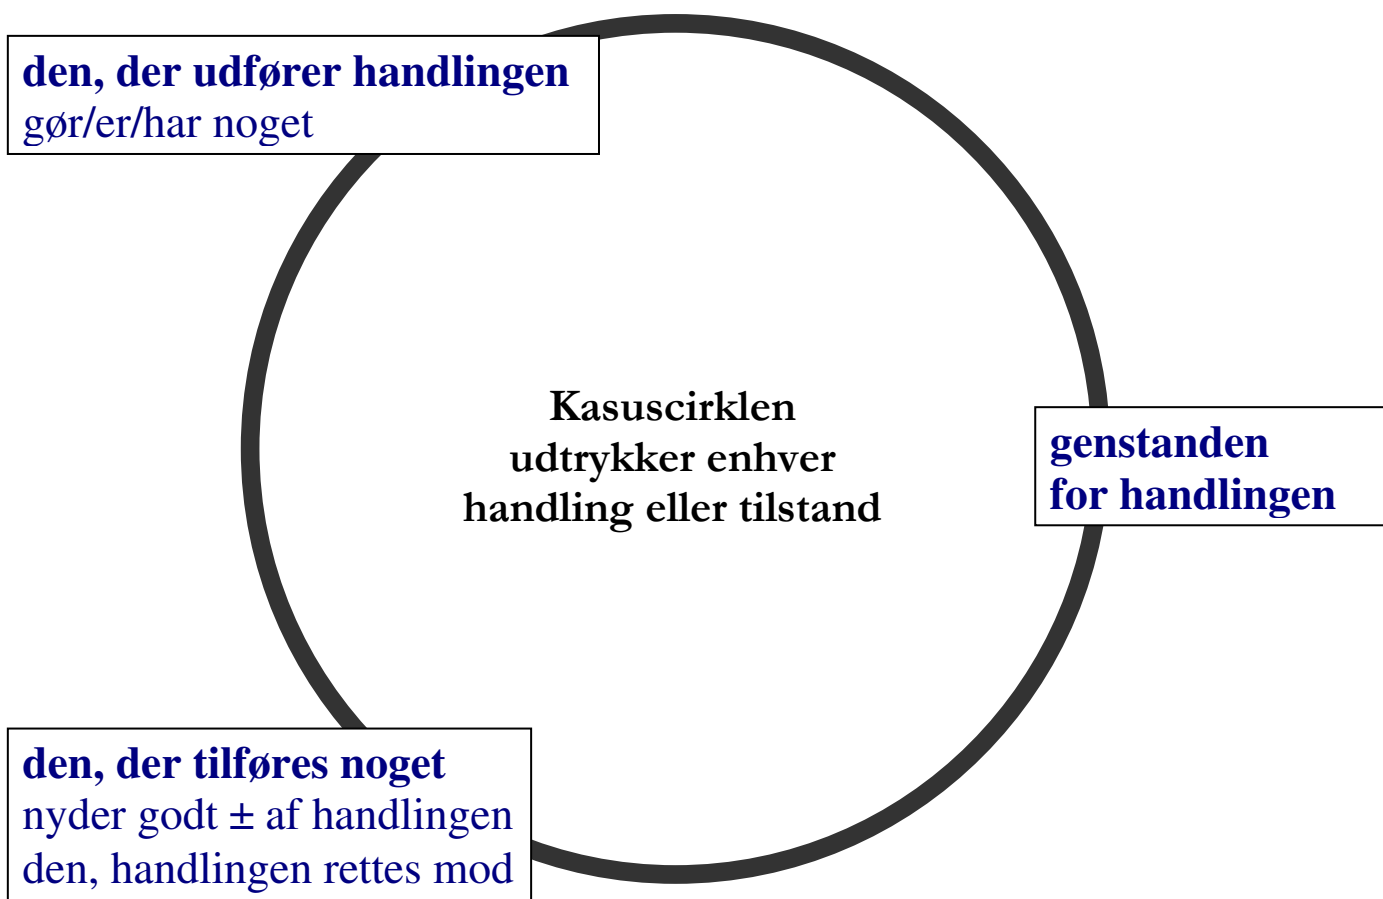 den, der udfører handlingen
gør/er/har noget
Kasuscirklen
udtrykker enhver
handling eller tilstand
genstanden
for handlingen
den, der tilføres noget
nyder godt ± af handlingen
den, handlingen rettes mod